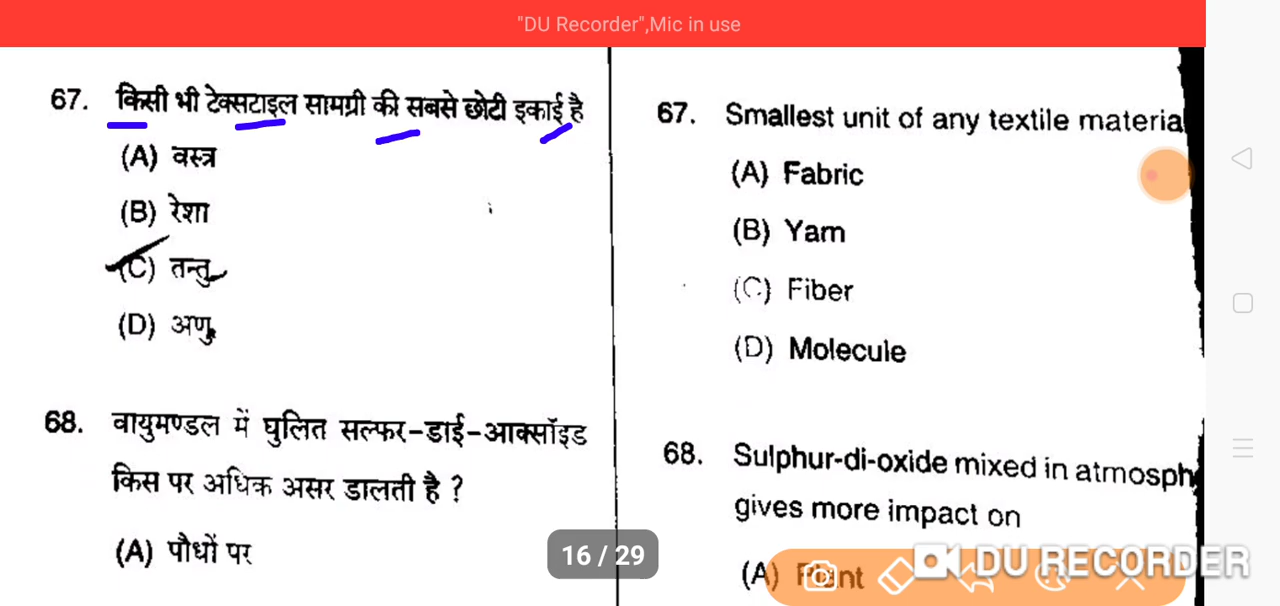 "DU Recorder",Mic in use
67. किसी भी टेक्सटाइल सामग्री की सबसे छोटी इकाई है
(A) वस्त्र
(B) रेशा
(C) तन्तु
(D) अणु
68. वायुमण्डल में घुलित सल्फर-डाई-आक्सॉइड
किस पर अधिक असर डालती है ?
(A) पौधों पर
67. Smallest unit of any textile materia
(A) Fabric
(B) Yarn
(C) Fiber
(D) Molecule
68. Sulphur-di-oxide mixed in atmosph
gives more impact on
(A) Plant
16 / 29
DU RECORDER